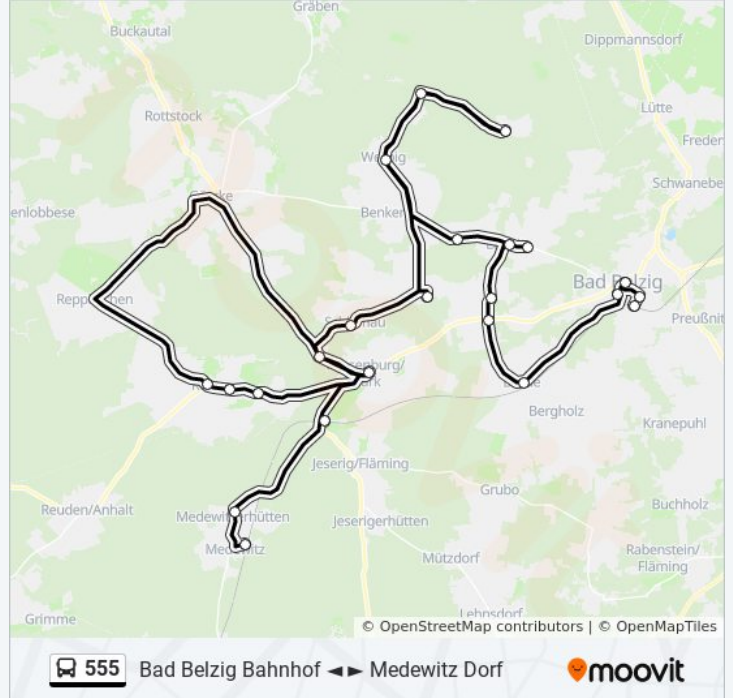 Gräben
Buckautal
Dippmannsdorf
Lütte
Rottstock
Freden
Schwanebe
enlobbese
Benken
Bad Belzig
Preußnit
Bergholz
Kranepuhl
Jeserig/Fläming
Grubo
Reuden/Anhalt
Medewitzerhütten
Jeserigerhütten
Buchholz
Medewitz
Mützdorf
Rabenstein/
Fläming
Lehnsdorf
Grimme
© OpenStreetMap contributors | © OpenMapTiles
555 Bad Belzig Bahnhof ◄ ► Medewitz Dorf moovit